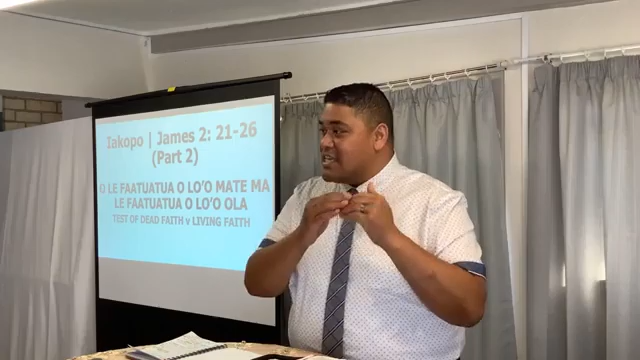 Iakopo | James 2: 21-26
(Part 2)
O LE FAATUATUA O LO'O MATE MA
LE FAATUATUA O LO'O OLA
TEST OF DEAD FAITH v LIVING FAITH